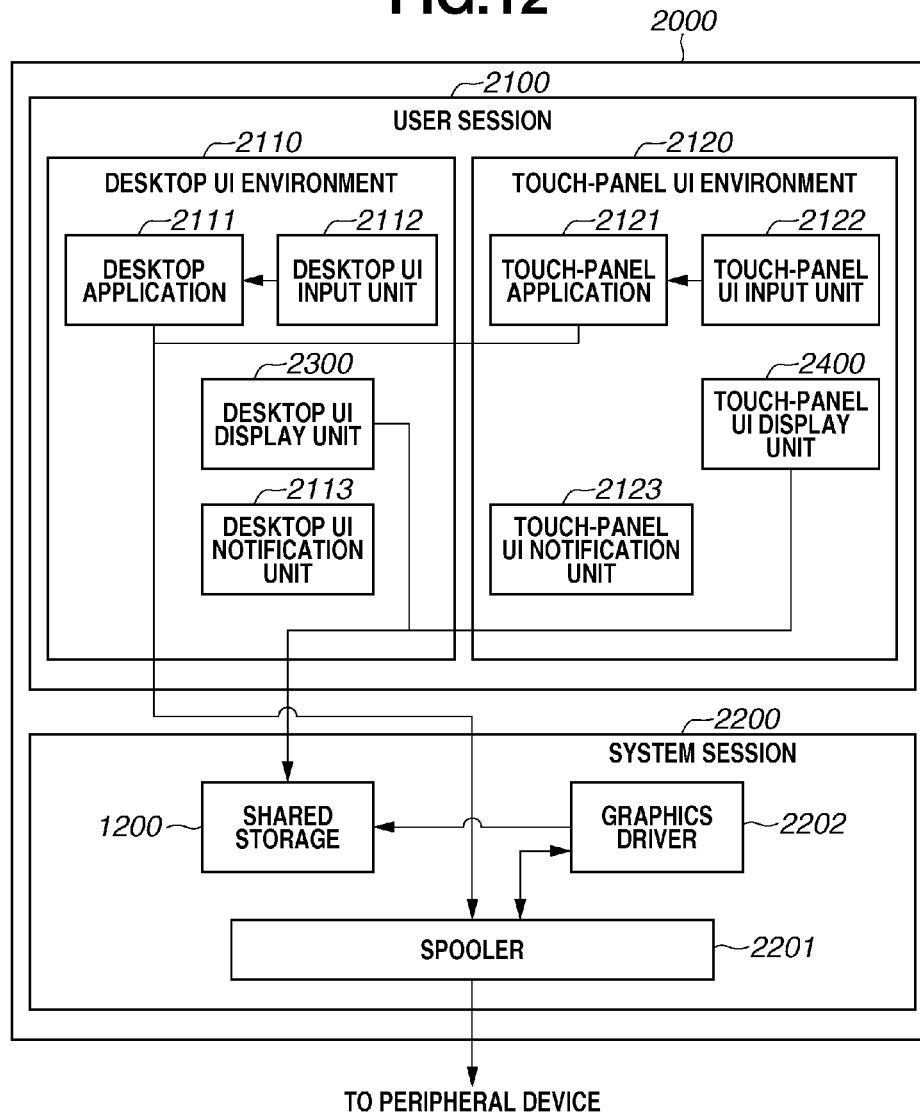 FIG.12
2000
2100
USER SESSION
2110
DESKTOP UI ENVIRONMENT
2111
DESKTOP
APPLICATION
2112
DESKTOP UI
INPUT UNIT
2300
DESKTOP UI
DISPLAY UNIT
2113
DESKTOP UI
NOTIFICATION
UNIT
2120
TOUCH-PANEL UI ENVIRONMENT
2121
TOUCH-PANEL
APPLICATION
2122
TOUCH-PANEL
UI INPUT UNIT
2400
TOUCH-PANEL
UI DISPLAY
UNIT
2123
TOUCH-PANEL
UI NOTIFICATION
UNIT
2200
SYSTEM SESSION
1200
SHARED
STORAGE
GRAPHICS
DRIVER
2202
SPOOLER
2201
TO PERIPHERAL DEVICE